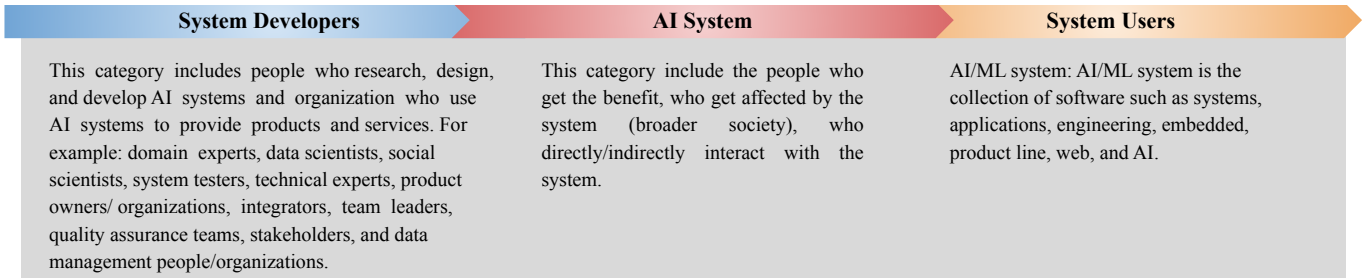 System Developers
AI System
System Users
This category includes people who research, design,
and develop AI systems and organization who use
AI systems to provide products and services. For
example: domain experts, data scientists, social
scientists, system testers, technical experts, product
owners/ organizations, integrators, team leaders,
quality assurance teams, stakeholders, and data
management people/organizations.
This category include the people who
get the benefit, who get affected by the
system (broader society), who
directly/indirectly interact with the
system.
AI/ML system: AI/ML system is the
collection of software such as systems,
applications, engineering, embedded,
product line, web, and AI.